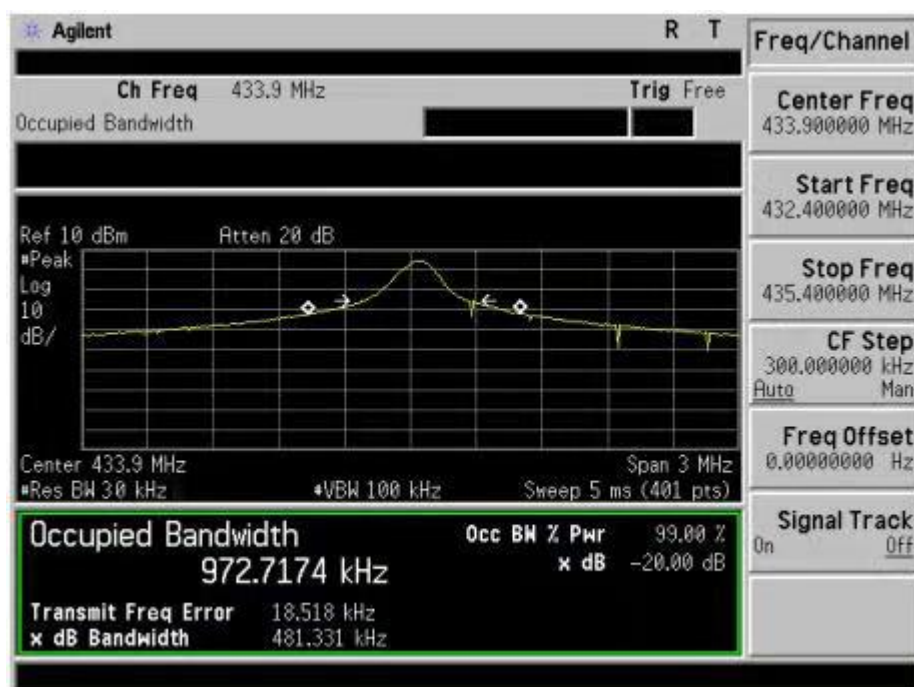 Agilent R T
Ch Freq 433.9 MHz Trig Free
Occupied Bandwidth
Ref 10 dBm Atten 20 dB
#Peak
Log
10
dB/
Center 433.9 MHz Span 3 MHz
#Res BW 30 kHz #VBW 100 kHz Sweep 5 ms (401 pts)
Occupied Bandwidth Occ BW % Pwr 99.00 %
972.7174 kHz x dB -20.00 dB
Transmit Freq Error 18.518 kHz
x dB Bandwidth 481.331 kHz
Freq/Channel
Center Freq
433.900000 MHz
Start Freq
432.400000 MHz
Stop Freq
435.400000 MHz
CF Step
300.000000 kHz
Auto Man
Freq Offset
0.00000000 Hz
Signal Track
On Off